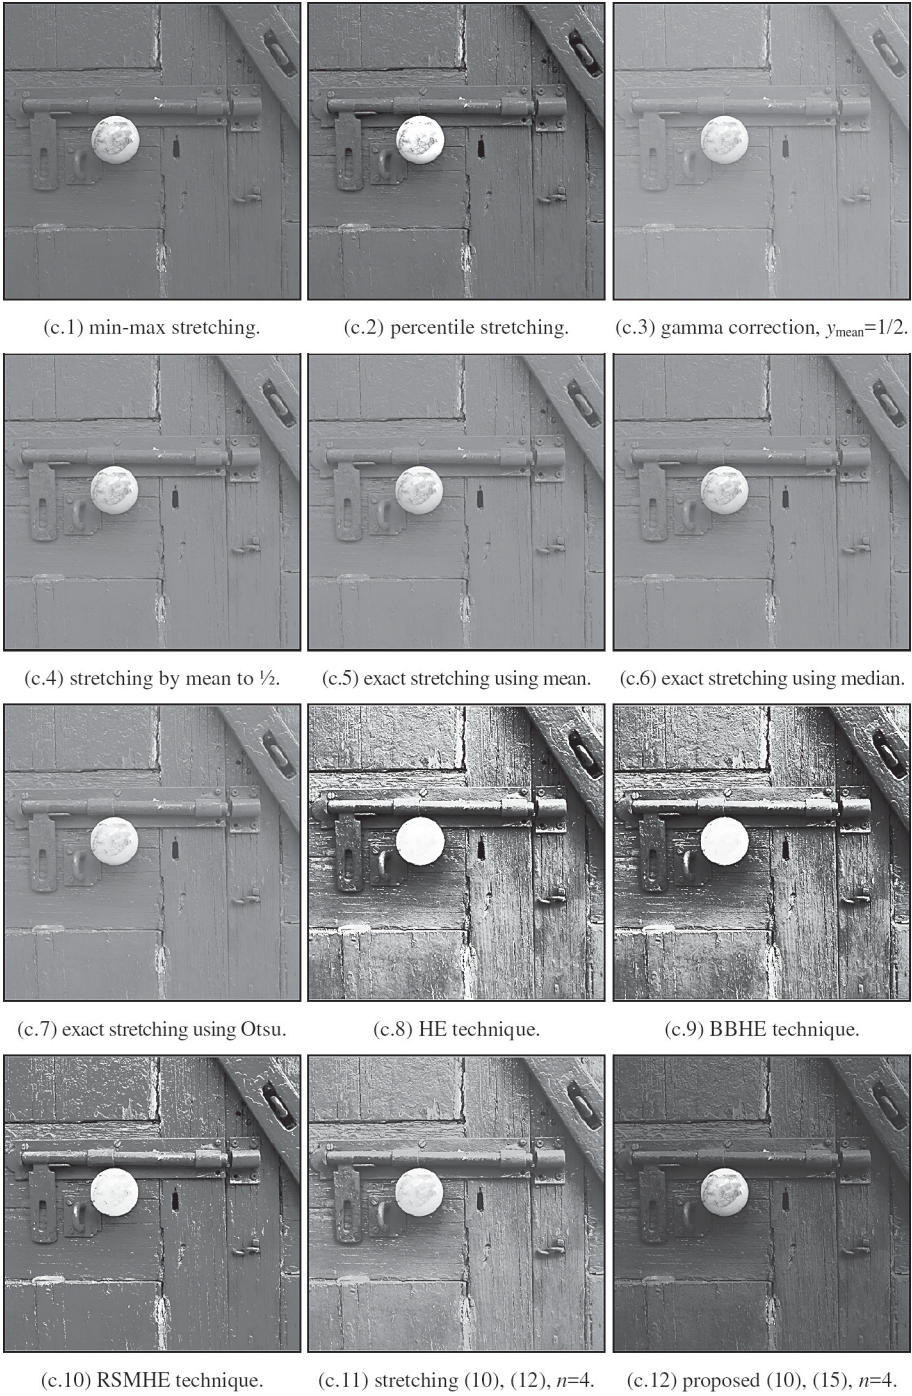 (c.1) min-max stretching. (c.2) percentile stretching. (c.3) gamma correction, ymean=1/2.
(c.4) stretching by mean to ½. (c.5) exact stretching using mean. (c.6) exact stretching using median.
(c.7) exact stretching using Otsu. (c.8) HE technique. (c.9) BBHE technique.
(c.10) RSMHE technique. (c.11) stretching (10), (12), n=4. (c.12) proposed (10), (15), n=4.